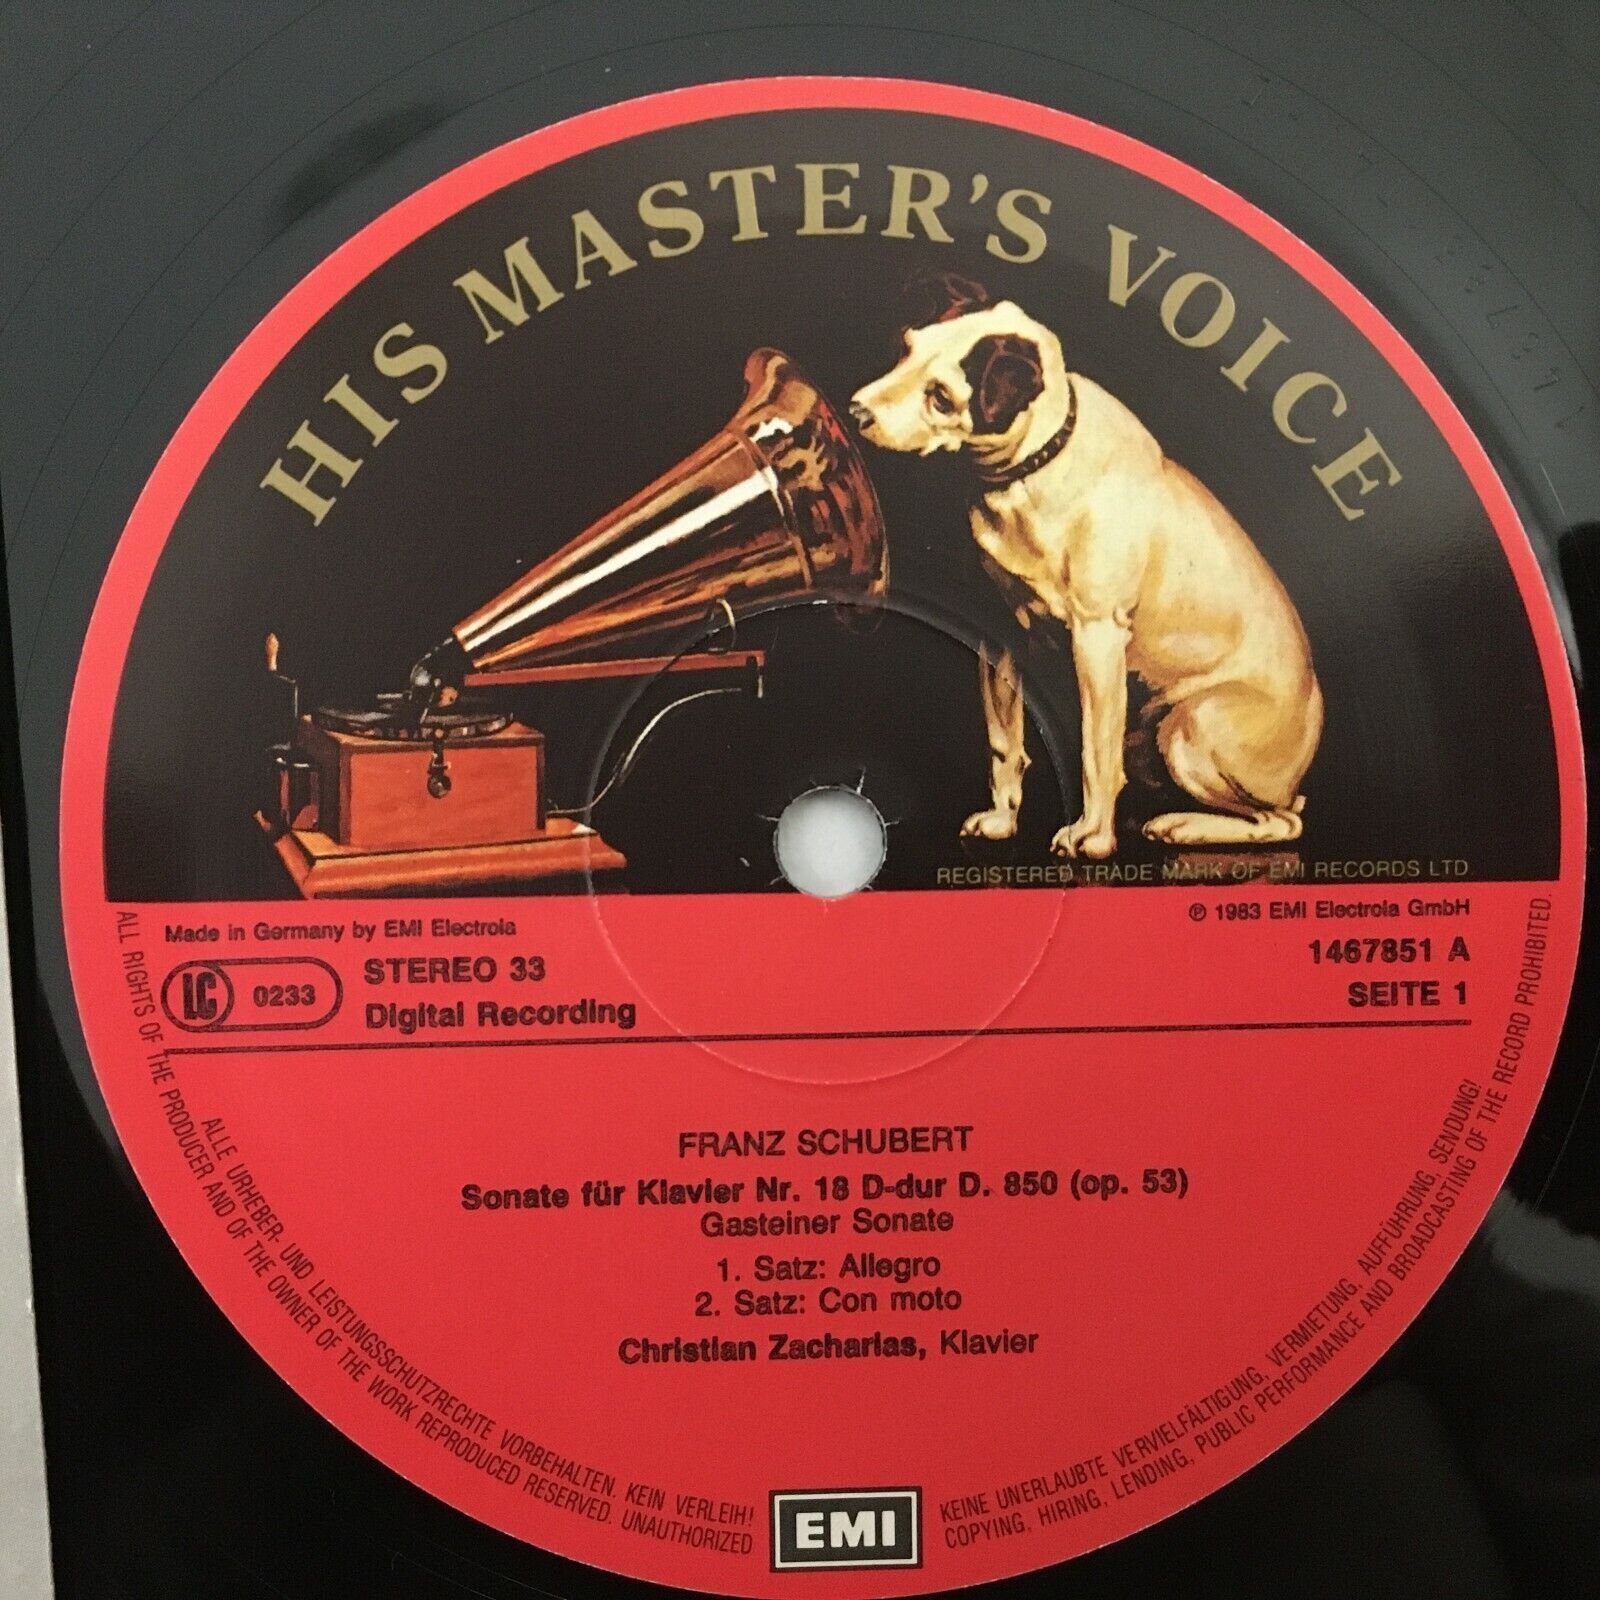 HIS MASTER'S VOICE
REGISTERED TRADE MARK OF EMI RECORDS LTD.
Made in Germany by EMI Electrola
℗ 1983 EMI Electrola GmbH
LC 0233
STEREO 33
Digital Recording
1467851 A
SEITE 1
FRANZ SCHUBERT
Sonate für Klavier Nr. 18 D-dur D. 850 (op. 53)
Gasteiner Sonate
1. Satz: Allegro
2. Satz: Con moto
Christian Zacharias, Klavier
ALLE URHEBER- UND LEISTUNGSSCHUTZRECHTE VORBEHALTEN. KEIN VERLEIH! KEINE UNERLAUBTE VERVIELFÄLTIGUNG, VERMIETUNG, AUFFÜHRUNG, SENDUNG!
ALL RIGHTS OF THE PRODUCER AND OF THE OWNER OF THE WORK REPRODUCED RESERVED. UNAUTHORIZED COPYING, HIRING, LENDING, PUBLIC PERFORMANCE AND BROADCASTING OF THE RECORD PROHIBITED.
EMI